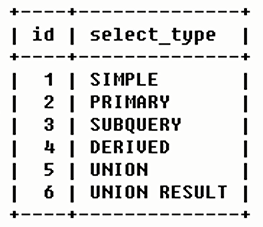 +----+--------------+
| id | select_type  |
+----+--------------+
|  1 | SIMPLE       |
|  2 | PRIMARY      |
|  3 | SUBQUERY     |
|  4 | DERIVED      |
|  5 | UNION        |
|  6 | UNION RESULT |
+----+--------------+